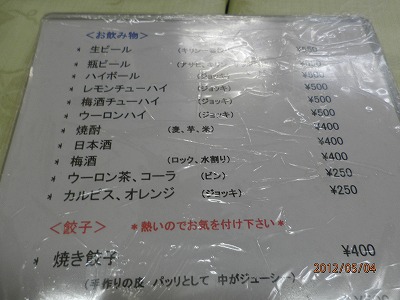 <お飲み物>
* 生ビール
* 瓶ビール
* ハイボール (ジョッキ) ¥500
* レモンチューハイ (ジョッキ) ¥500
* 梅酒チューハイ (ジョッキ) ¥500
* ウーロンハイ (ジョッキ) ¥500
* 焼酎 (麦、芋、米) ¥400
* 日本酒 ¥400
* 梅酒 (ロック、水割り) ¥400
* ウーロン茶、コーラ (ビン) ¥250
* カルピス、オレンジ (ジョッキ) ¥250
<餃子> *熱いのでお気を付け下さい*
* 焼き餃子 ¥400
(手作りの皮 パッリとして 中がジューシー)
2012/05/04